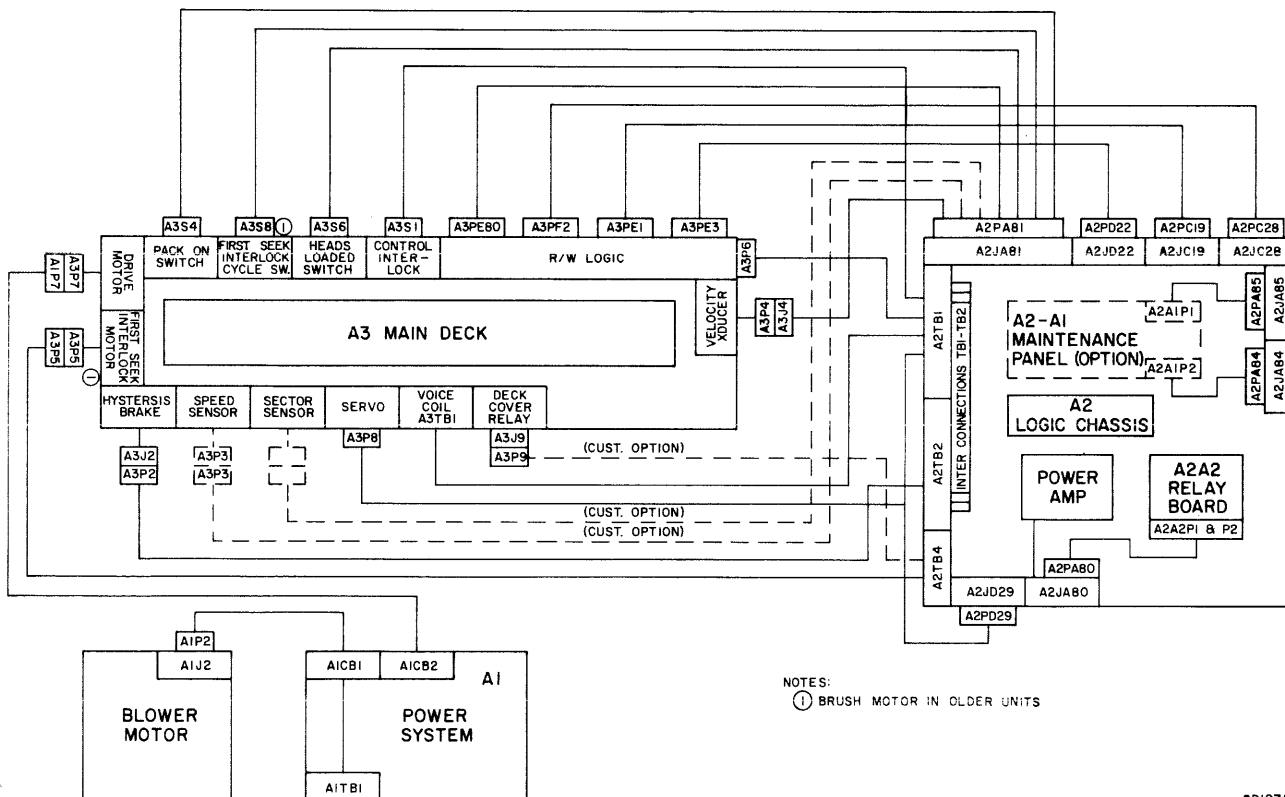 A3S4
A3S8
1
A3S6
A3S1
A3PE80
A3PF2
A3PE1
A3PE3
A2PA81
A2PD22
A2PC19
A2PC28
PACK ON
SWITCH
FIRST SEEK
INTERLOCK
CYCLE SW.
HEADS
LOADED
SWITCH
CONTROL
INTER-
LOCK
R/W LOGIC
A3P6
A2JA81
A2JD22
A2JC19
A2JC28
A1P7
A3P7
DRIVE
MOTOR
A3P5
A3P5
FIRST SEEK
INTERLOCK
MOTOR
1
A3 MAIN DECK
VELOCITY
XDUCER
A3P4
A3J4
A2TB1
INTER CONNECTIONS TB1-TB2
A2-A1
MAINTENANCE
PANEL (OPTION)
A2A1P1
A2A1P2
A2PA85
A2JA85
A2PA84
A2JA84
HYSTERSIS
BRAKE
SPEED
SENSOR
SECTOR
SENSOR
SERVO
VOICE
COIL
A3TB1
DECK
COVER
RELAY
A2
LOGIC CHASSIS
A3J2
A3P2
A3P3
A3P3
A3P8
A3J9
A3P9
(CUST. OPTION)
(CUST. OPTION)
(CUST. OPTION)
A2TB2
POWER
AMP
A2A2
RELAY
BOARD
A2A2P1 & P2
A2TB4
A2PA80
A2JD29
A2JA80
A2PD29
A1P2
A1J2
BLOWER
MOTOR
A1CB1
A1CB2
A1
POWER
SYSTEM
A1TB1
NOTES:
1 BRUSH MOTOR IN OLDER UNITS